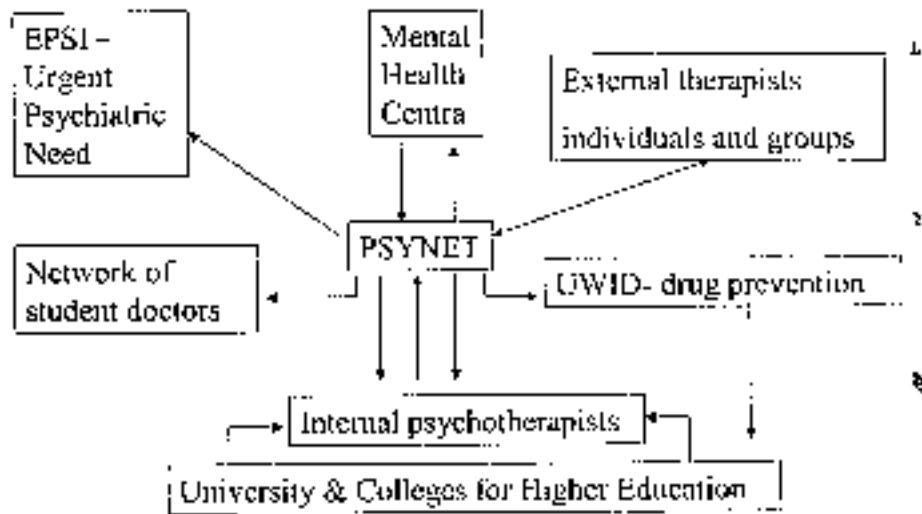 EPSI –
Urgent
Psychiatric
Need
Mental
Health
Centra
External therapists
individuals and groups
PSYNET
Network of
student doctors
UWID- drug prevention
Internal psychotherapists
University & Colleges for Higher Education